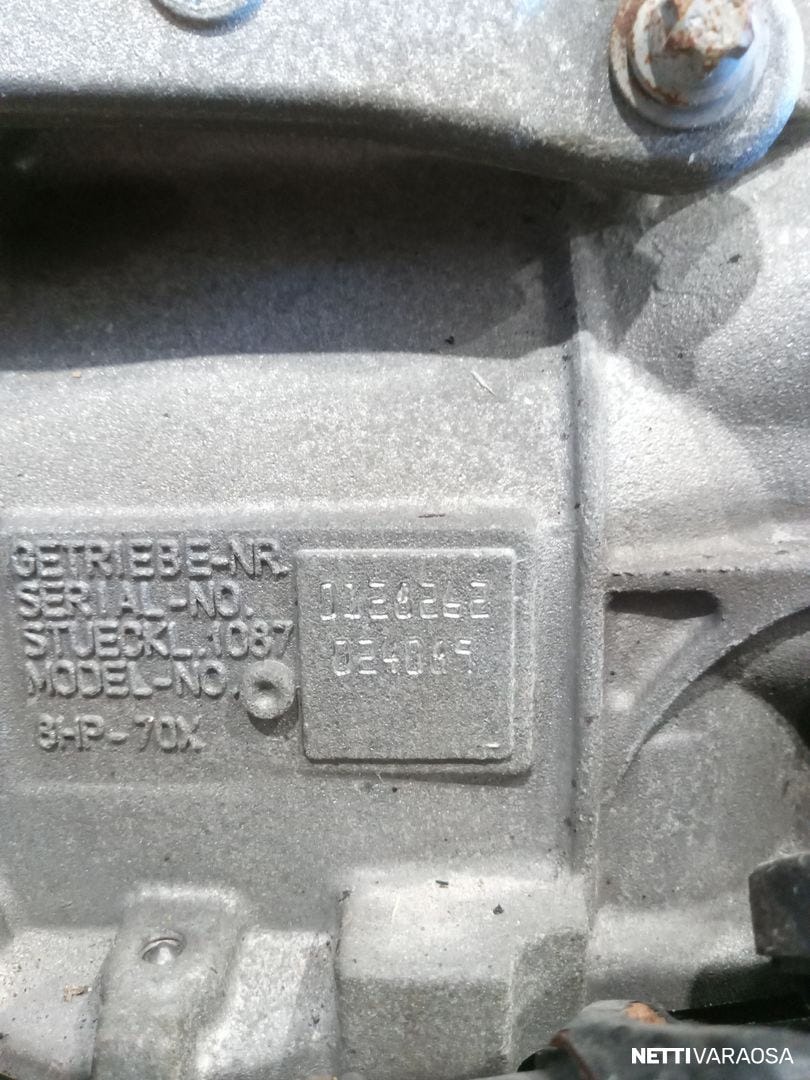 GETRIEBE-NR.
SERIAL-NO.
STUECKL.1087
MODEL-NO.
8HP-70X
NETTIVARAOSA